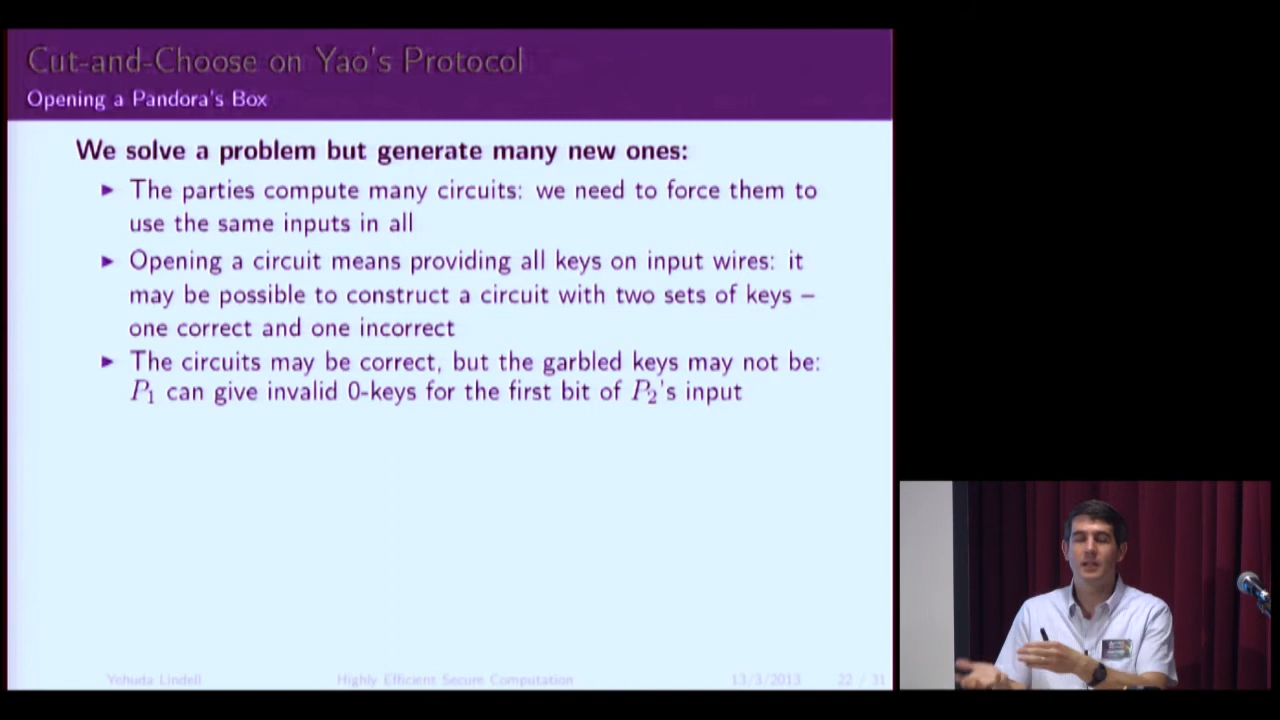 Cut-and-Choose on Yao's Protocol
Opening a Pandora's Box
We solve a problem but generate many new ones:
▶ The parties compute many circuits: we need to force them to
use the same inputs in all
▶ Opening a circuit means providing all keys on input wires: it
may be possible to construct a circuit with two sets of keys –
one correct and one incorrect
▶ The circuits may be correct, but the garbled keys may not be:
P₁ can give invalid 0-keys for the first bit of P₂'s input
Yehuda Lindell Highly Efficient Secure Computation 13/3/2013 22 / 31